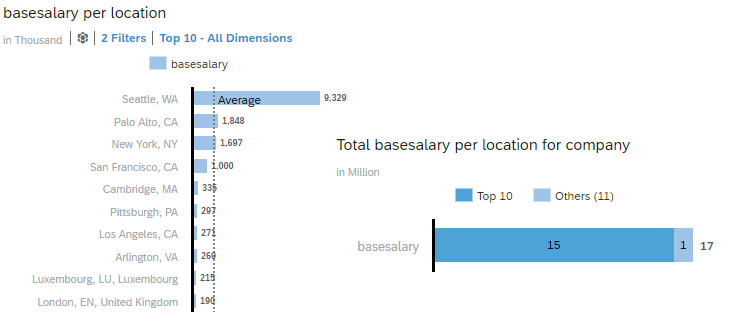 basesalary per location
in Thousand | 2 Filters | Top 10 - All Dimensions
basesalary
Average
Seattle, WA 9,329
Palo Alto, CA 1,848
New York, NY 1,697
San Francisco, CA 1,000
Cambridge, MA 335
Pittsburgh, PA 297
Los Angeles, CA 271
Arlington, VA 260
Luxembourg, LU, Luxembourg 215
London, EN, United Kingdom 190
Total basesalary per location for company
in Million
Top 10 Others (11)
basesalary 15 1 17